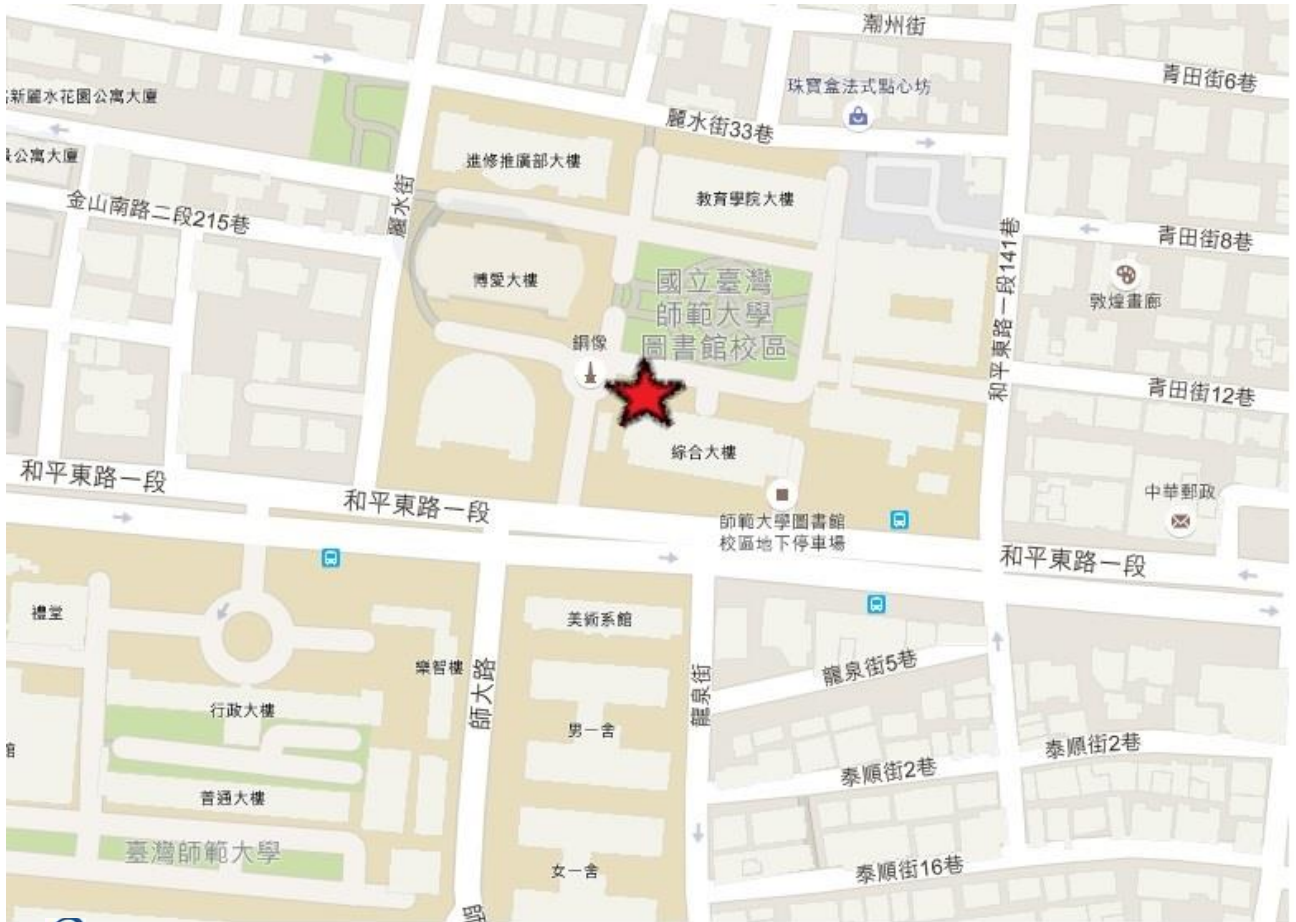 潮州街
青田街6巷
珠寶盒法式點心坊
新麗水花園公寓大廈
麗水街33巷
公寓大廈
進修推廣部大樓
教育學院大樓
金山南路二段215巷
麗水街
和平東路一段141巷
青田街8巷
博愛大樓
國立臺灣
師範大學
圖書館校區
敦煌畫廊
銅像
青田街12巷
綜合大樓
和平東路一段
和平東路一段
中華郵政
師範大學圖書館
校區地下停車場
和平東路一段
禮堂
美術系館
樂智樓
師大路
龍泉街
龍泉街5巷
行政大樓
男一舍
館
泰順街2巷
泰順街2巷
普通大樓
臺灣師範大學
女一舍
泰順街16巷